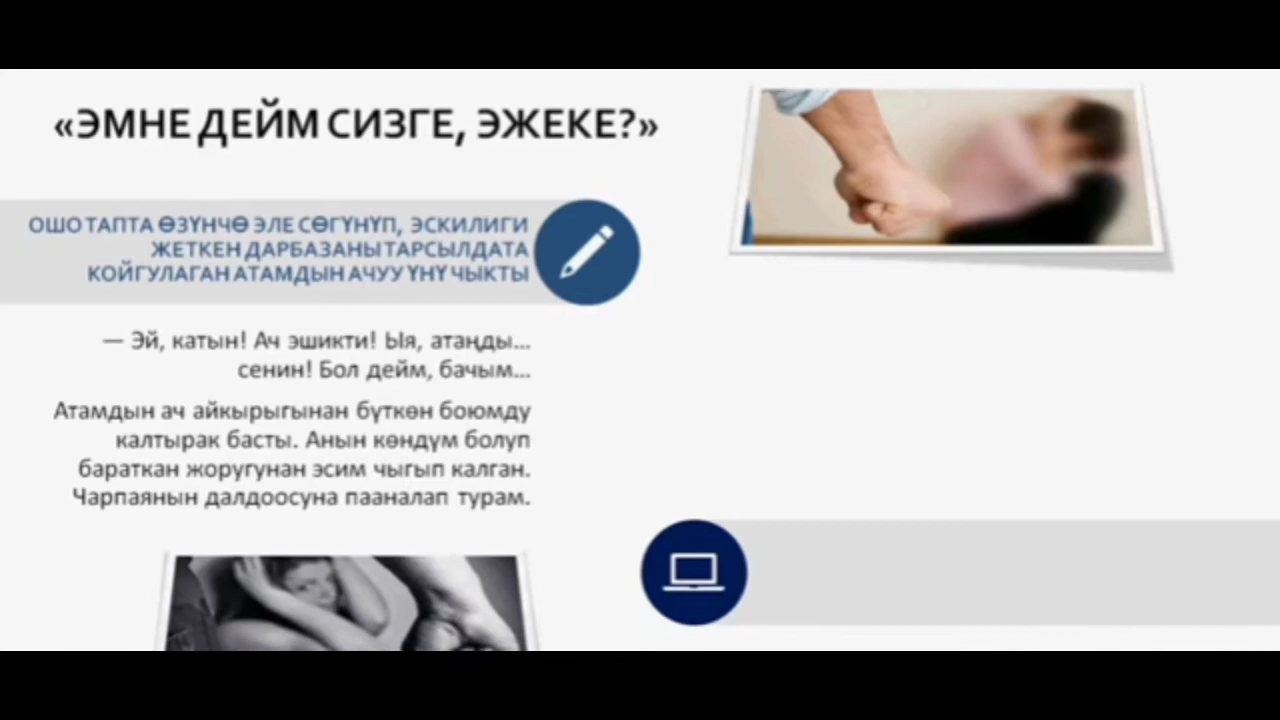 «ЭМНЕ ДЕЙМ СИЗГЕ, ЭЖЕКЕ?»
ОШО ТАПТА ӨЗҮНЧӨ ЭЛЕ СӨГҮНҮП, ЭСКИЛИГИ
ЖЕТКЕН ДАРБАЗАНЫ ТАРСЫЛДАТА
КОЙГУЛАГАН АТАМДЫН АЧУУ ҮНҮ ЧЫКТЫ
— Эй, катын! Ач эшикти! Ыя, атаңды...
сенин! Бол дейм, бачым...
Атамдын ач айкырыгынан бүткөн боюмду
калтырак басты. Анын көндүм болуп
бараткан жоругунан эсим чыгып калган.
Чарпаянын далдоосуна пааналап турам.